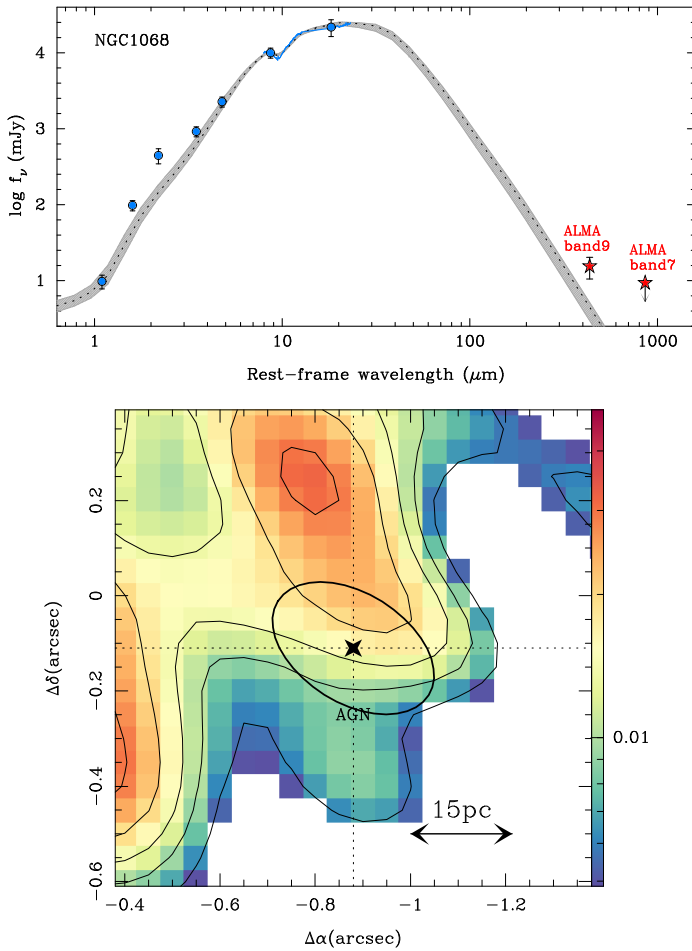 NGC1068
log fν (mJy)
4
3
2
1
ALMA
band9
ALMA
band7
1
10
100
1000
Rest-frame wavelength (μm)
Δδ(arcsec)
0.2
0
-0.2
-0.4
-0.6
AGN
15pc
0.01
-0.4
-0.6
-0.8
-1
-1.2
Δα(arcsec)